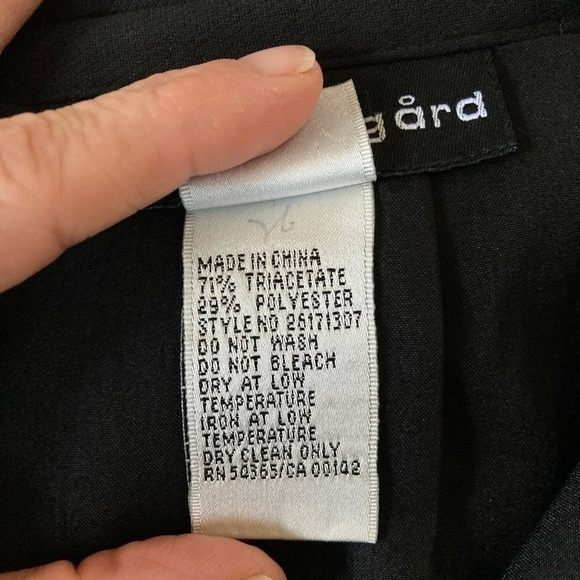 gård
MADE IN CHINA
71% TRIACETATE
29% POLYESTER
STYLE NO 26171307
DO NOT WASH
DO NOT BLEACH
DRY AT LOW
TEMPERATURE
IRON AT LOW
TEMPERATURE
DRY CLEAN ONLY
RN 54365/CA 00142